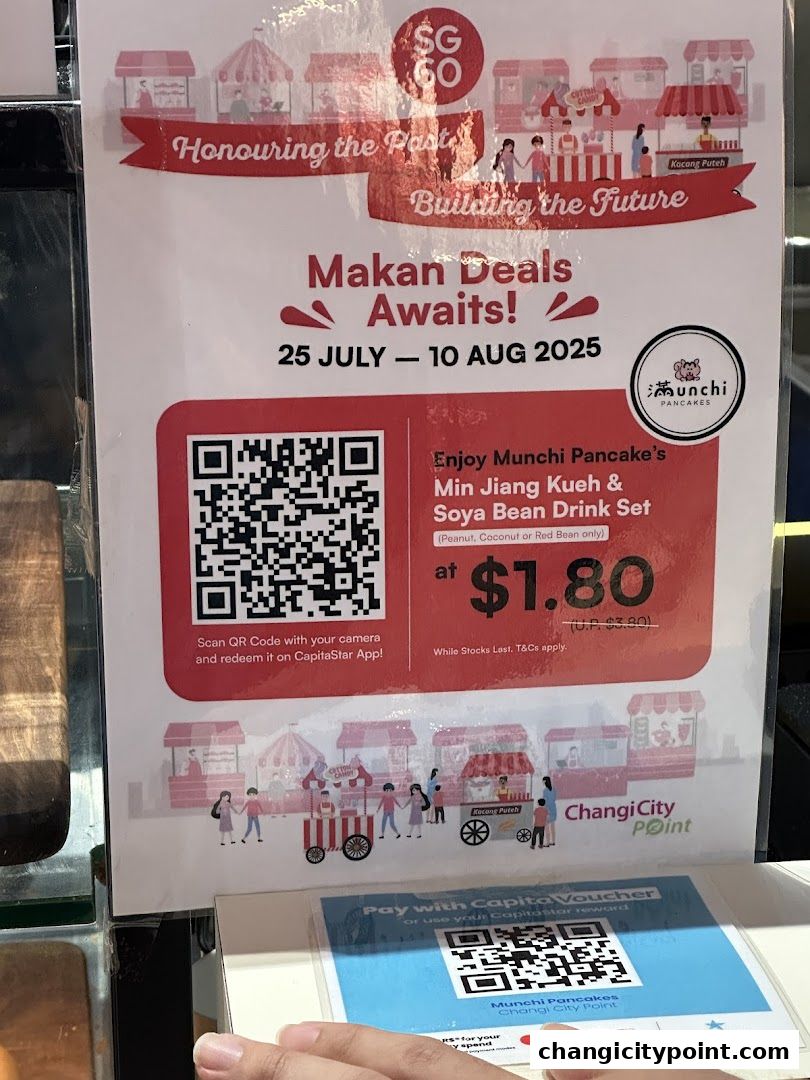 SG
60
Honouring the Past
COTTON CANDY
Kacang Puteh
Building the Future
Makan Deals
Awaits!
25 JULY — 10 AUG 2025
满unchi
PANCAKES
Enjoy Munchi Pancake's
Min Jiang Kueh &
Soya Bean Drink Set
(Peanut, Coconut or Red Bean only)
at $1.80
(U.P. $3.80)
Scan QR Code with your camera
and redeem it on CapitaStar App!
While Stocks Last. T&Cs apply.
COTTON CANDY
Kacang Puteh
ChangiCity
Point
Pay with CapitaVoucher
or use your CapitaStar reward
Munchi Pancakes
Changi City Point
for your
spend
changicitypoint.com